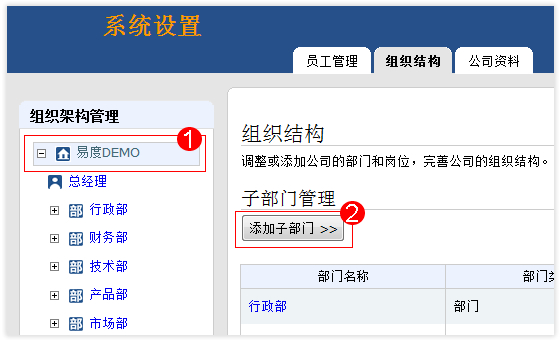 系统设置
员工管理
组织结构
公司资料
组织架构管理
1
易度DEMO
总经理
部 行政部
部 财务部
部 技术部
部 产品部
部 市场部
组织结构
调整或添加公司的部门和岗位，完善公司的组织结构。
子部门管理
2
添加子部门 >>
部门名称
部门类
行政部
部门